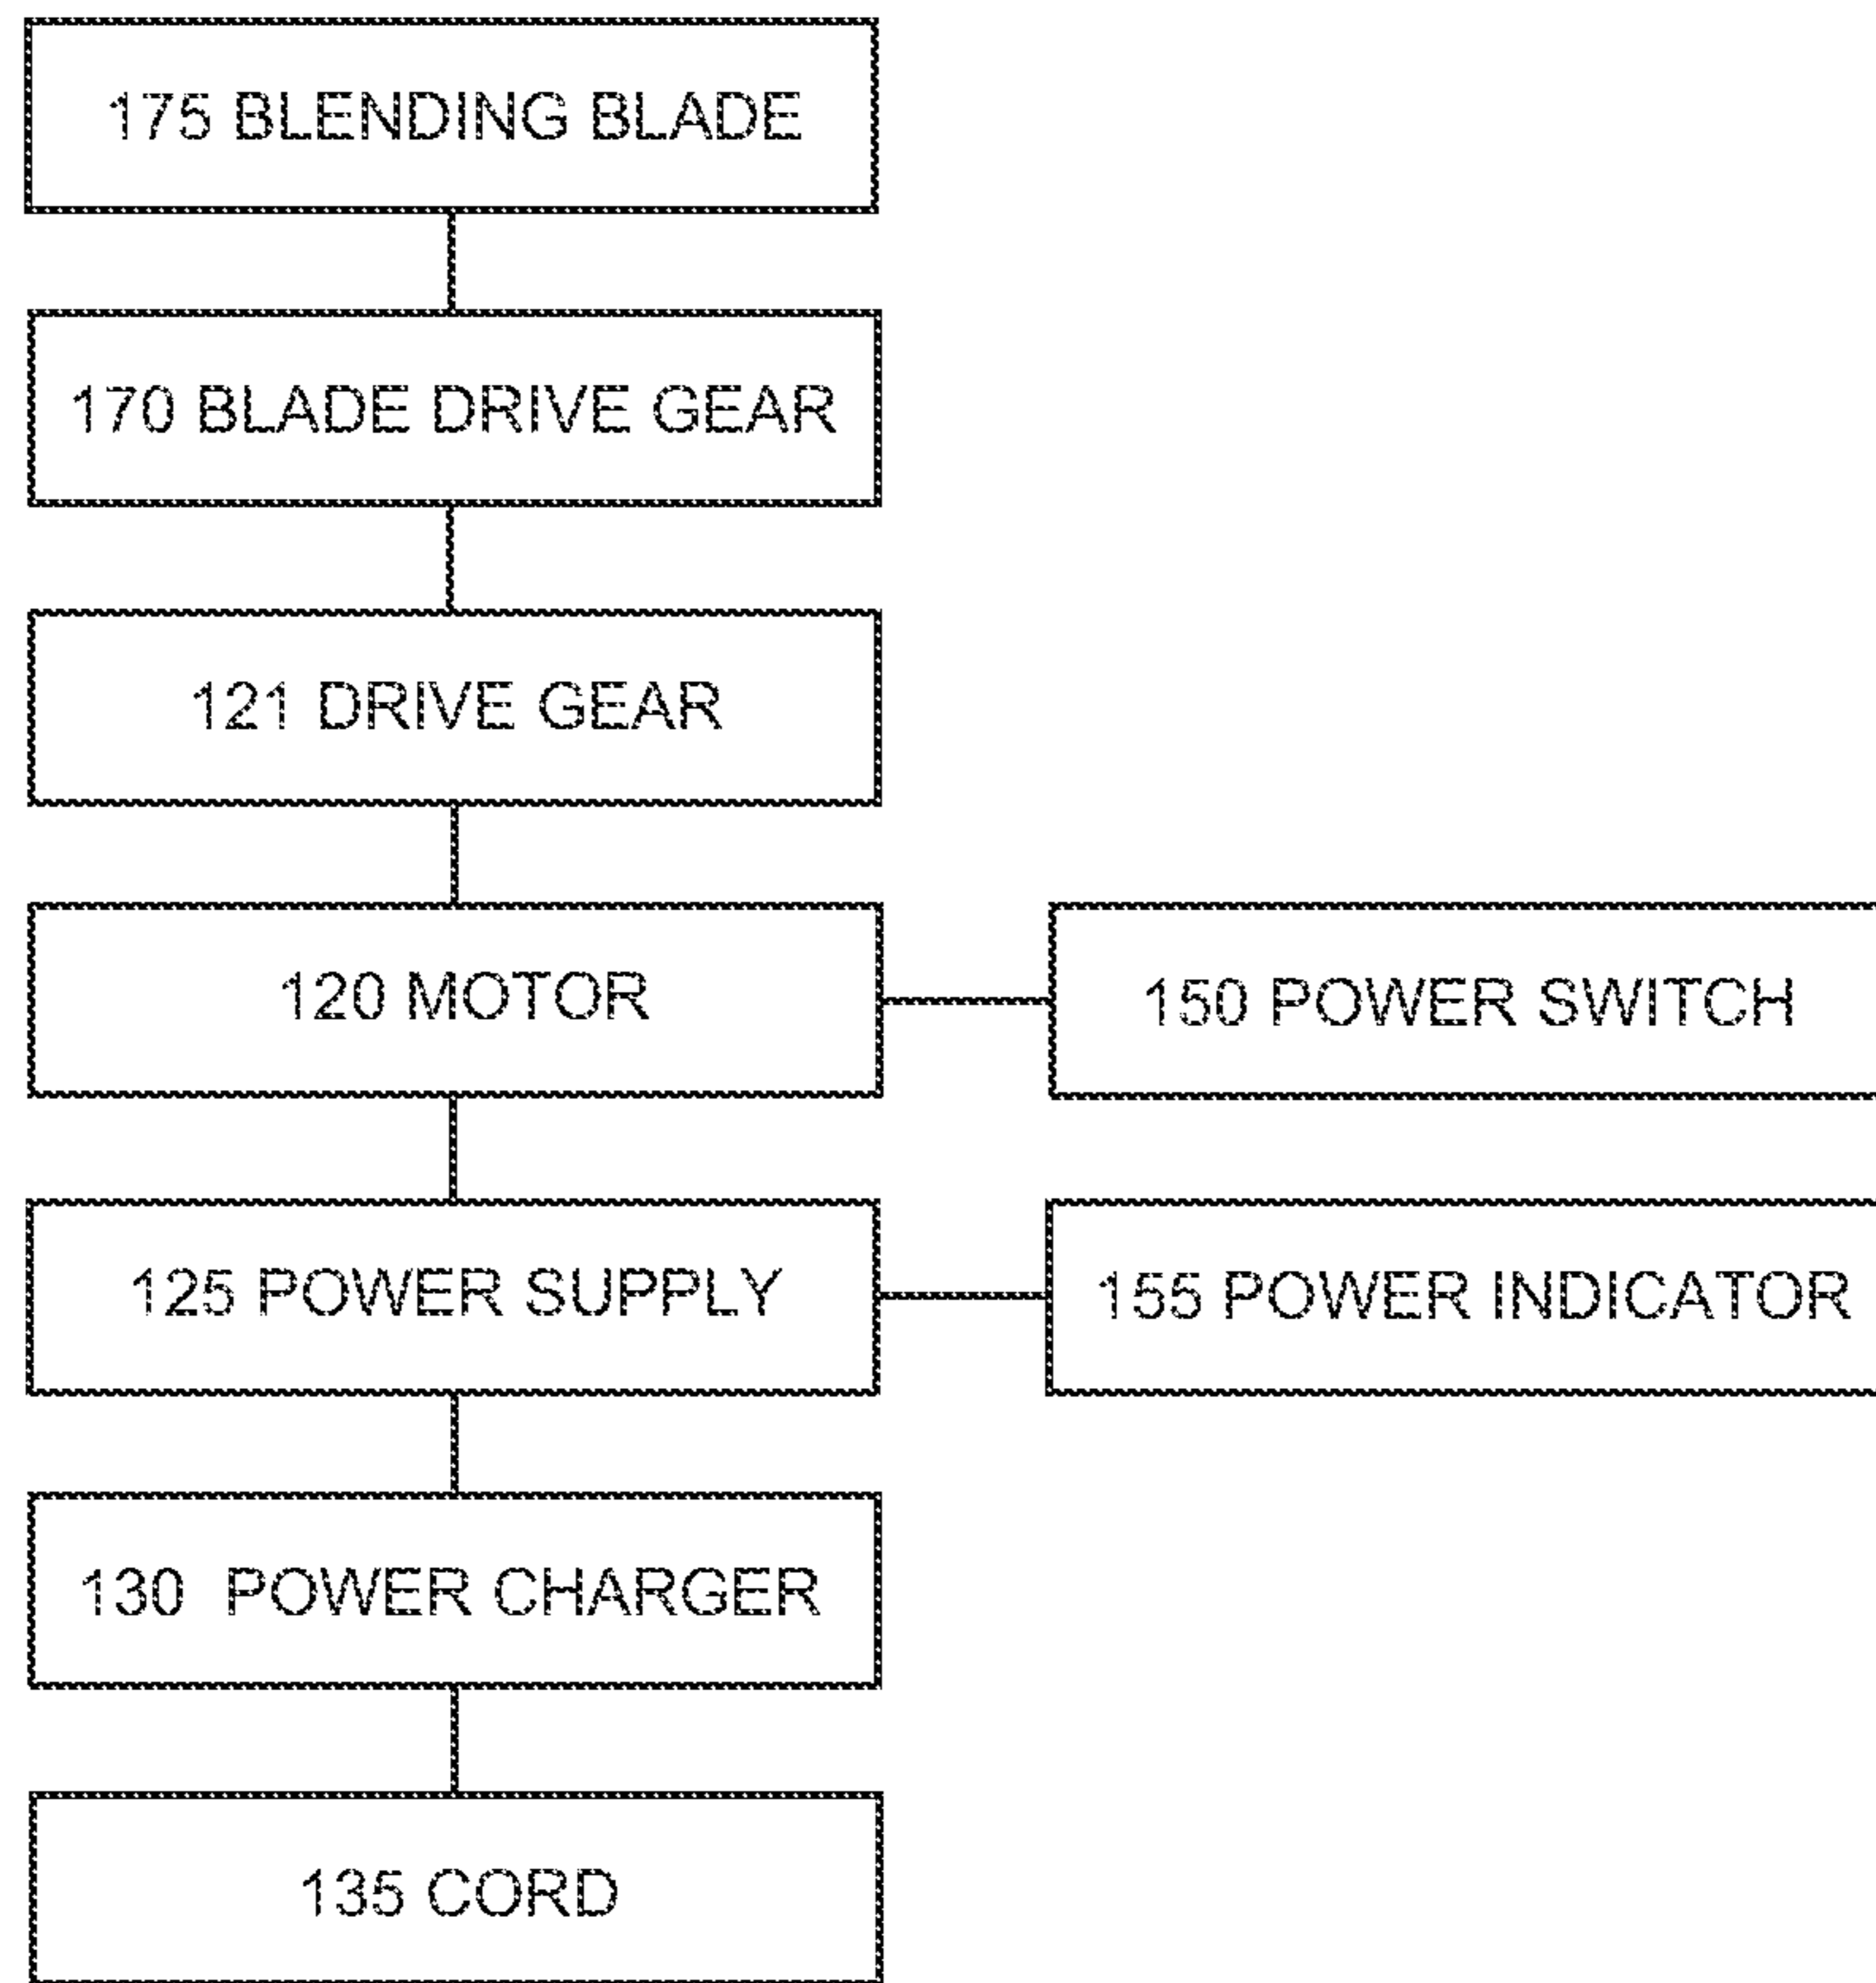 175 BLENDING BLADE
170 BLADE DRIVE GEAR
121 DRIVE GEAR
120 MOTOR
150 POWER SWITCH
125 POWER SUPPLY
155 POWER INDICATOR
130 POWER CHARGER
135 CORD